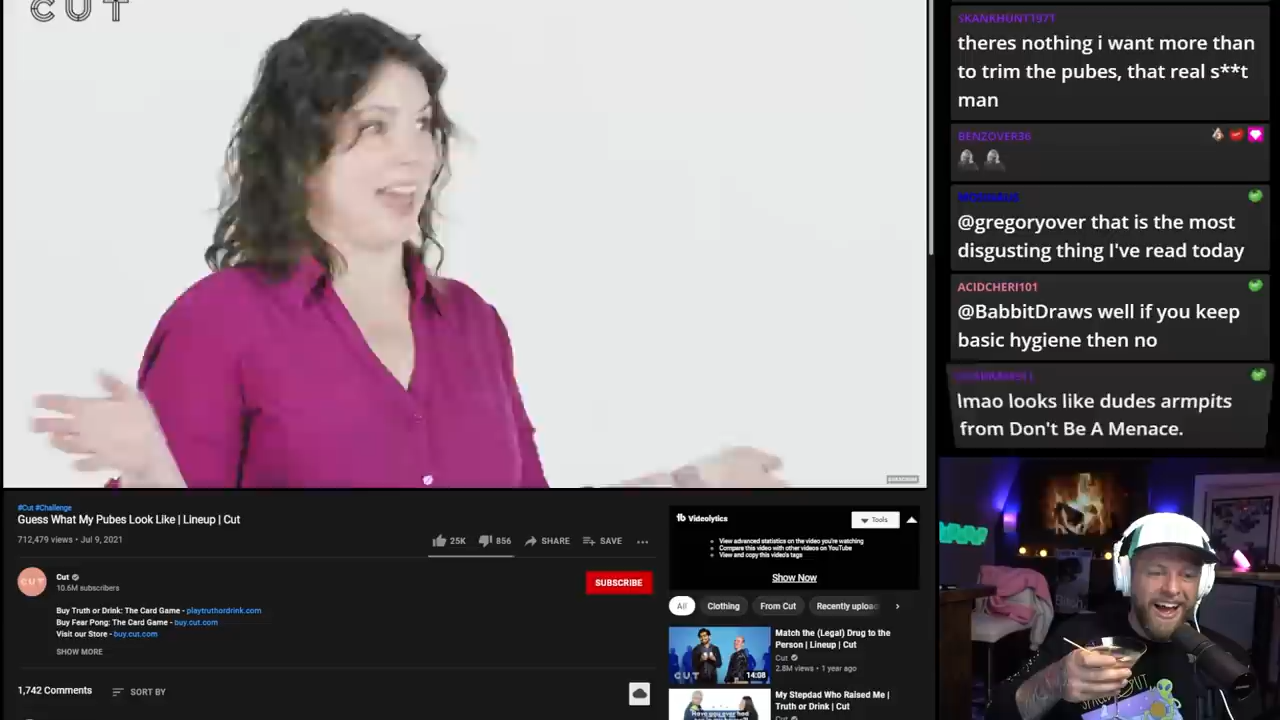 CUT
#Cut #Challenge
Guess What My Pubes Look Like | Lineup | Cut
712,479 views • Jul 9, 2021
25K
856
SHARE
SAVE
CUT
Cut
10.6M subscribers
SUBSCRIBE
Buy Truth or Drink: The Card Game - playtruthordrink.com
Buy Fear Pong: The Card Game - buy.cut.com
Visit our Store - buy.cut.com
SHOW MORE
1,742 Comments
SORT BY
SUBSCRIBE
Videolytics
Tools
View advanced statistics on the video you're watching
Compare this video with other videos on YouTube
View and copy this video's tags
Show Now
All
Clothing
From Cut
Recently uploa
Match the (Legal) Drug to the
Person | Lineup | Cut
Cut
2.8M views • 1 year ago
CUT
14:08
My Stepdad Who Raised Me |
Truth or Drink | Cut
Cut
SKANKHUNT1971
theres nothing i want more than
to trim the pubes, that real s**t
man
BENZOVER36
@gregoryover that is the most
disgusting thing I've read today
ACIDCHERI101
@BabbitDraws well if you keep
basic hygiene then no
lmao looks like dudes armpits
from Don't Be A Menace.
Bitch